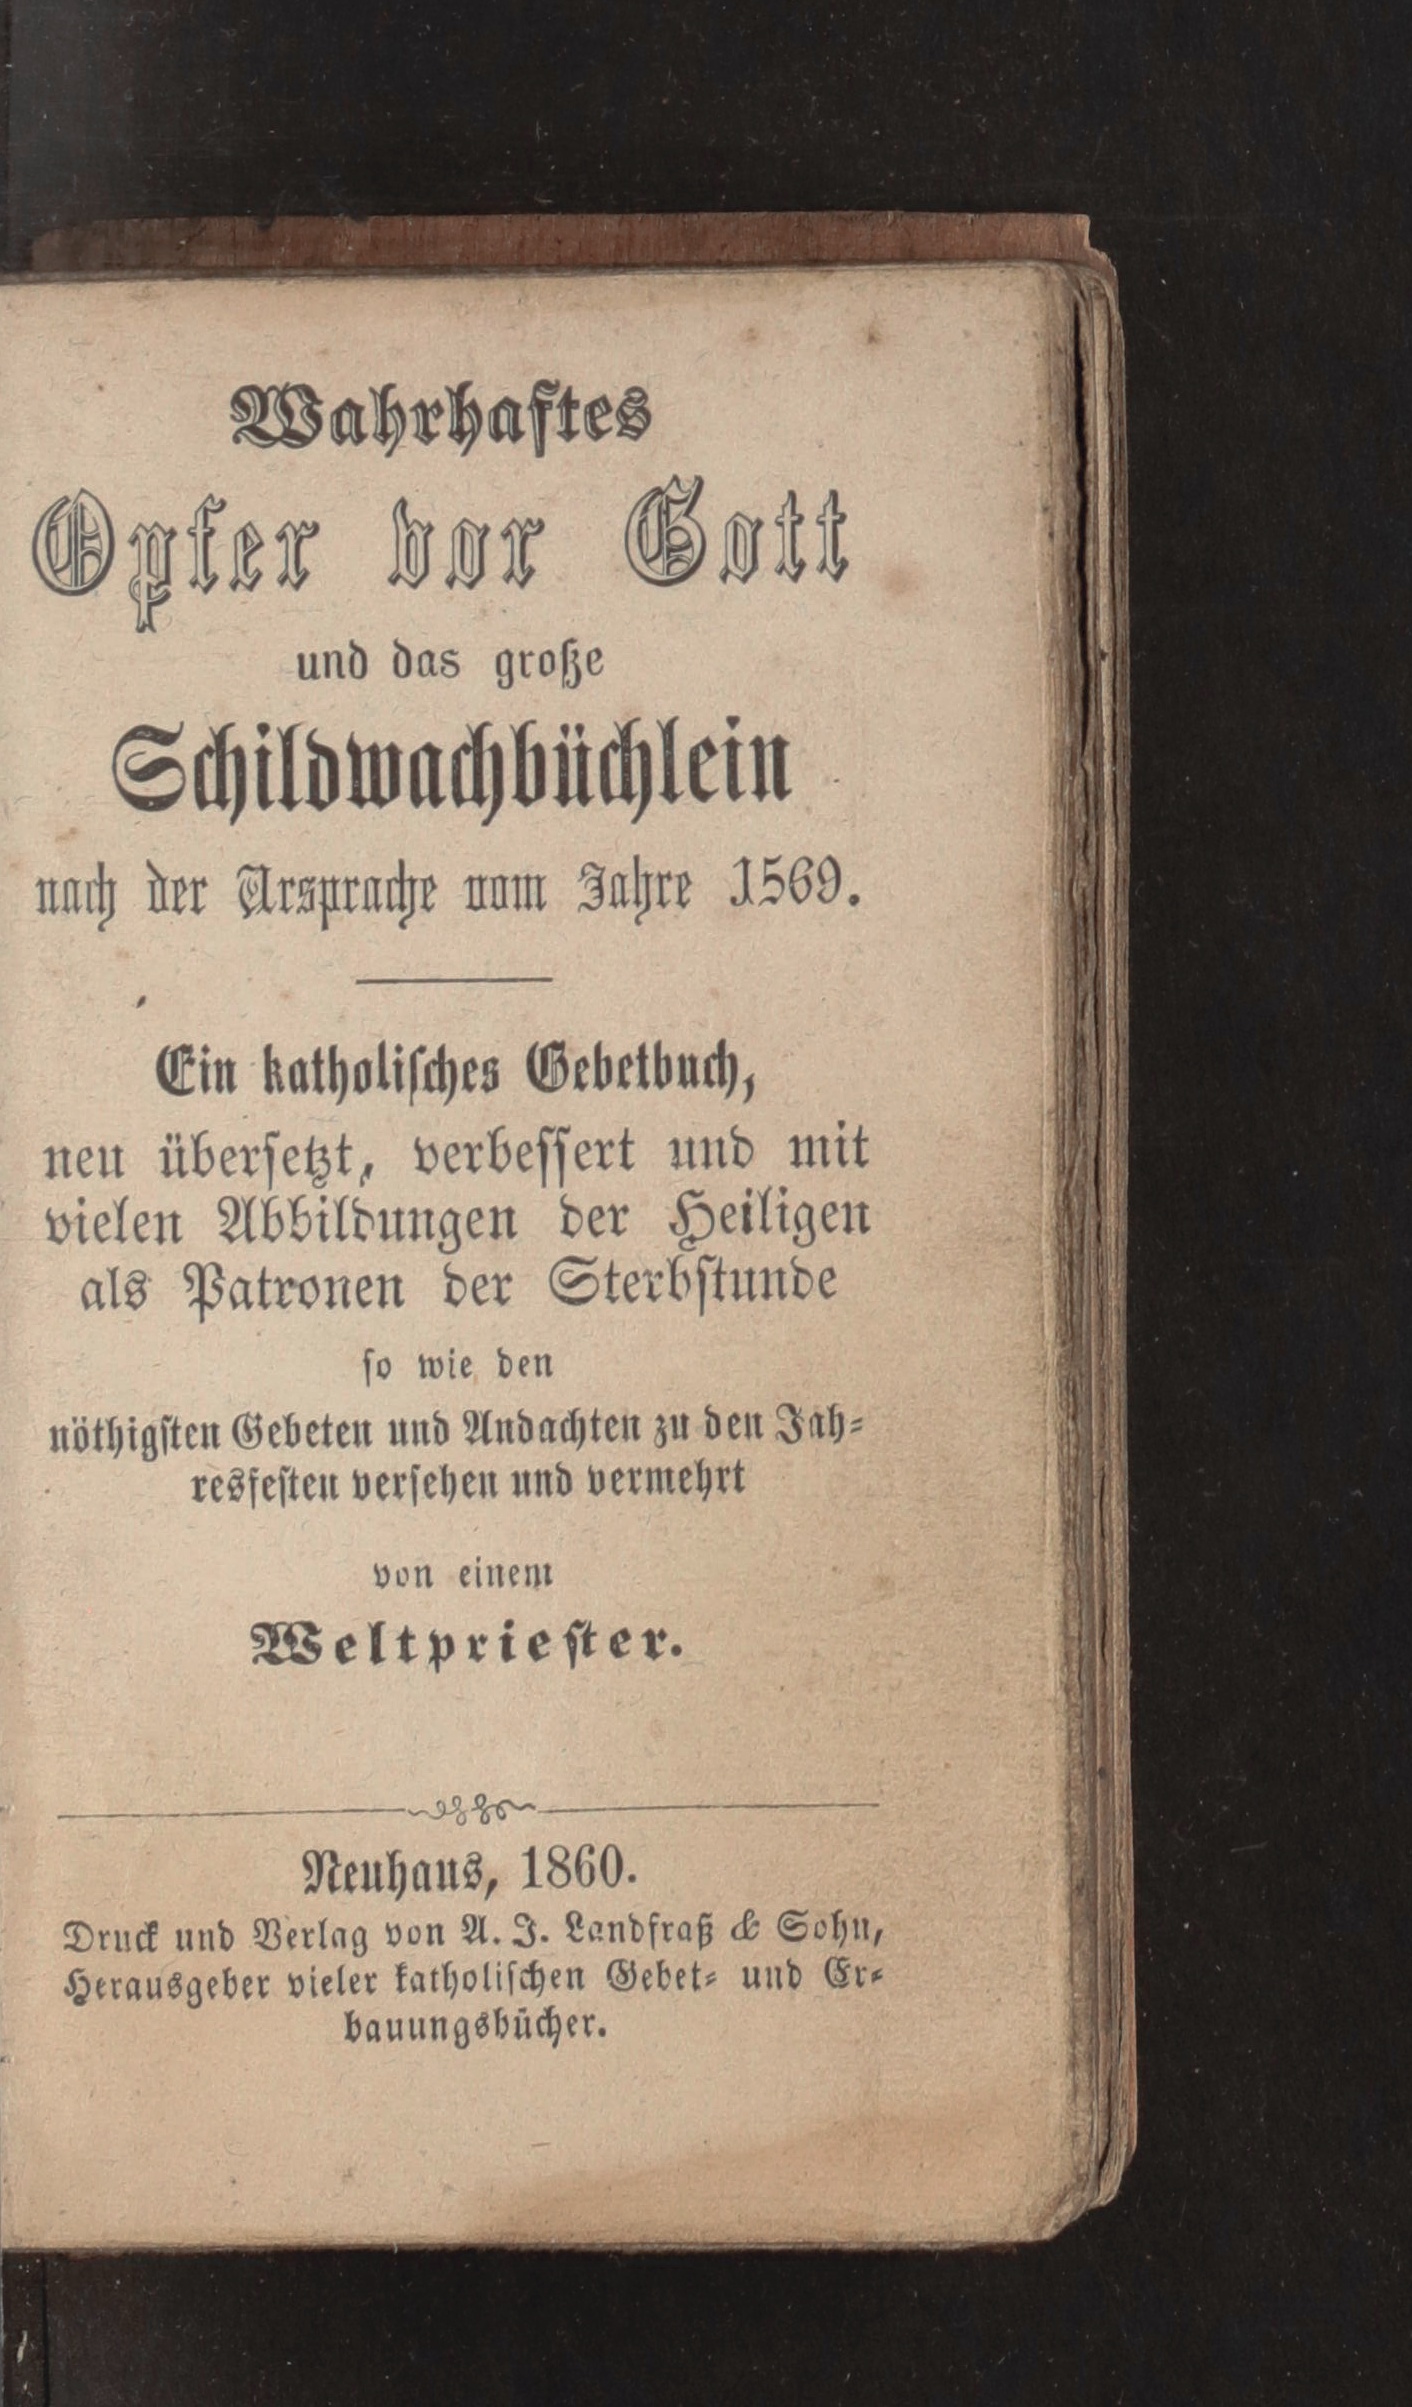 Wahrhaftes
Opfer vor Gott
und das große
Schildwachbüchlein
nach der Ursprache vom Jahre 1569.
Ein katholisches Gebetbuch,
neu übersetzt, verbessert und mit
vielen Abbildungen der Heiligen
als Patronen der Sterbstunde
so wie den
nöthigsten Gebeten und Andachten zu den Jah-
resfesten versehen und vermehrt
von einem
Weltpriester.
Neuhaus, 1860.
Druck und Verlag von A. J. Landfraß & Sohn,
Herausgeber vieler katholischen Gebet- und Er-
bauungsbücher.